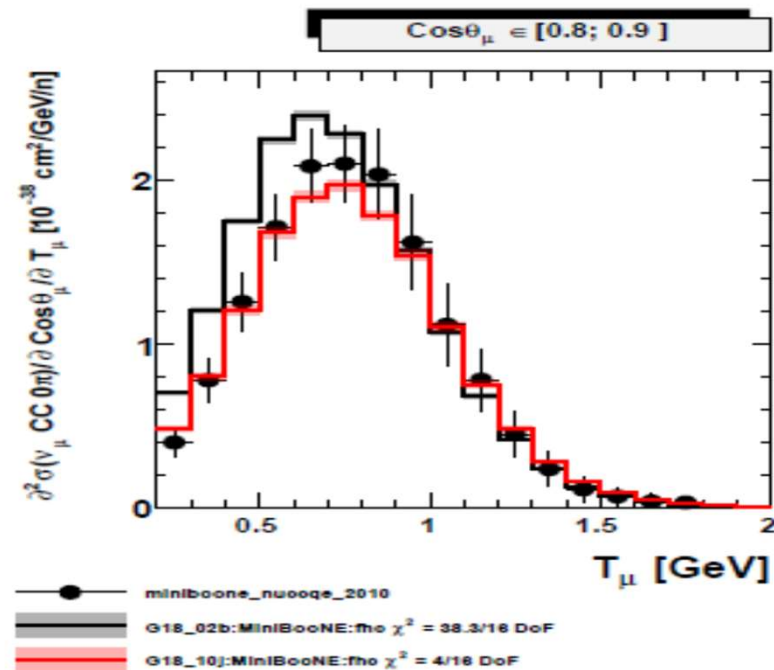 Cosθμ ∈ [0.8; 0.9 ]
∂²σ(νμ CC 0π)/∂ Cosθμ/∂ Tμ [10⁻³⁸ cm²/GeV/n]
2
1
0
0.5 1 1.5 2
Tμ [GeV]
miniboone_nuccqe_2010
G18_02b:MiniBooNE:fho χ² = 38.3/16 DoF
G18_10j:MiniBooNE:fho χ² = 4/16 DoF